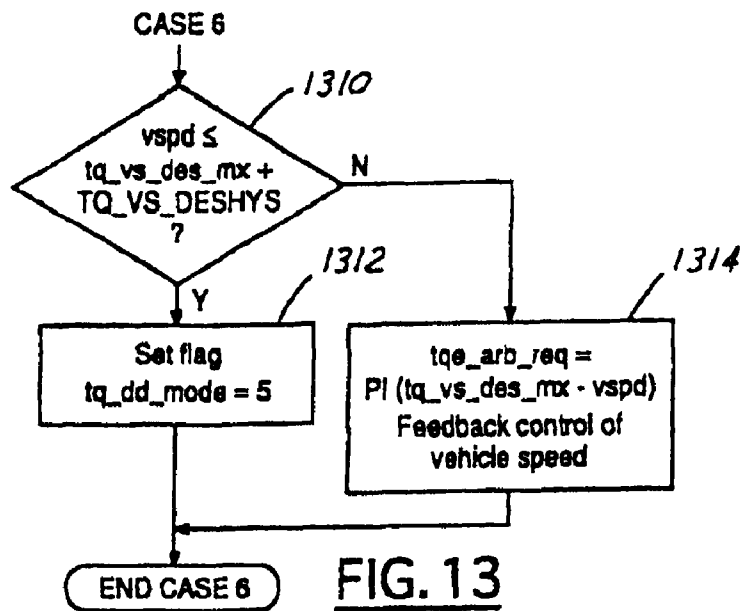 CASE 6
1310
vspd ≤
tq_vs_des_mx +
TQ_VS_DESHYS
?
N
Y
1312
Set flag
tq_dd_mode = 5
1314
tqe_arb_req =
PI (tq_vs_des_mx - vspd)
Feedback control of
vehicle speed
END CASE 6
FIG. 13